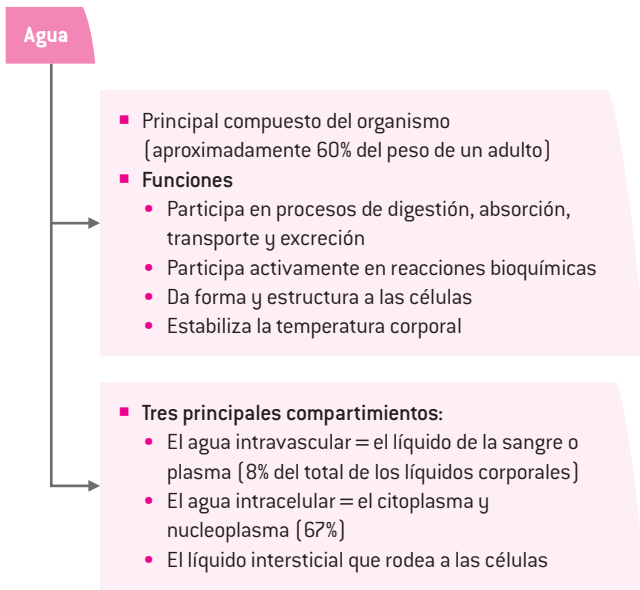 Agua
▪ Principal compuesto del organismo
(aproximadamente 60% del peso de un adulto)
▪ Funciones
• Participa en procesos de digestión, absorción,
transporte y excreción
• Participa activamente en reacciones bioquímicas
• Da forma y estructura a las células
• Estabiliza la temperatura corporal
▪ Tres principales compartimientos:
• El agua intravascular = el líquido de la sangre o
plasma (8% del total de los líquidos corporales)
• El agua intracelular = el citoplasma y
nucleoplasma (67%)
• El líquido intersticial que rodea a las células